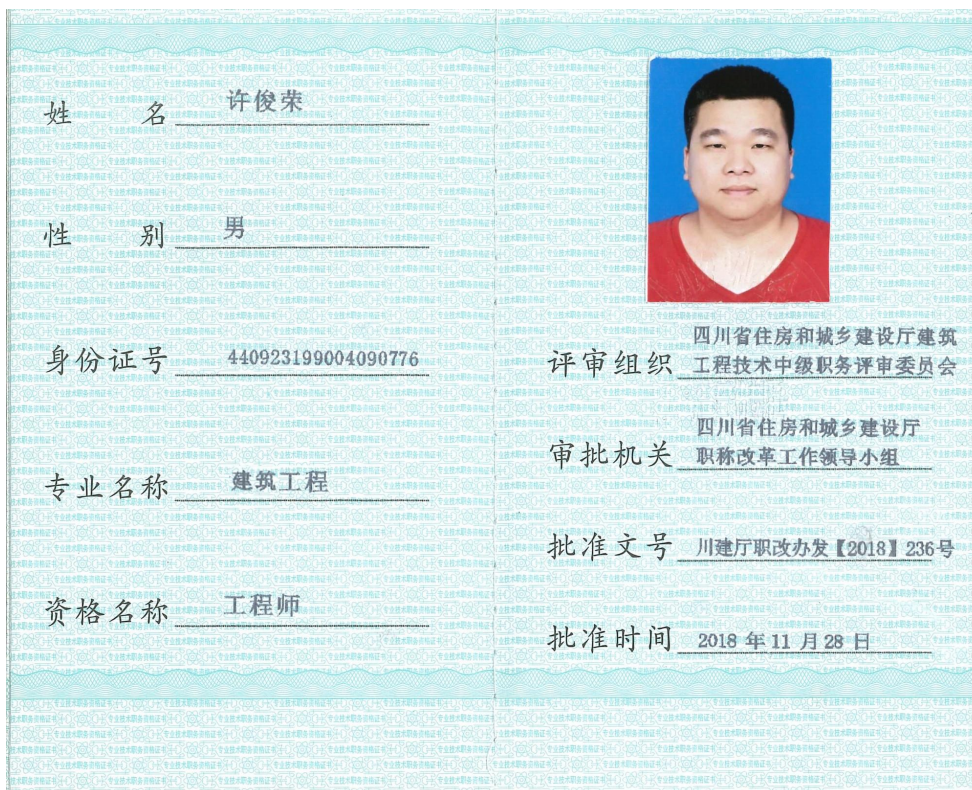 姓名 许俊荣
性别 男
身份证号 440923199004090776
专业名称 建筑工程
资格名称 工程师
评审组织 四川省住房和城乡建设厅建筑
工程技术中级职务评审委员会
审批机关 四川省住房和城乡建设厅
职称改革工作领导小组
批准文号 川建厅职改办发【2018】236号
批准时间 2018 年 11 月 28 日